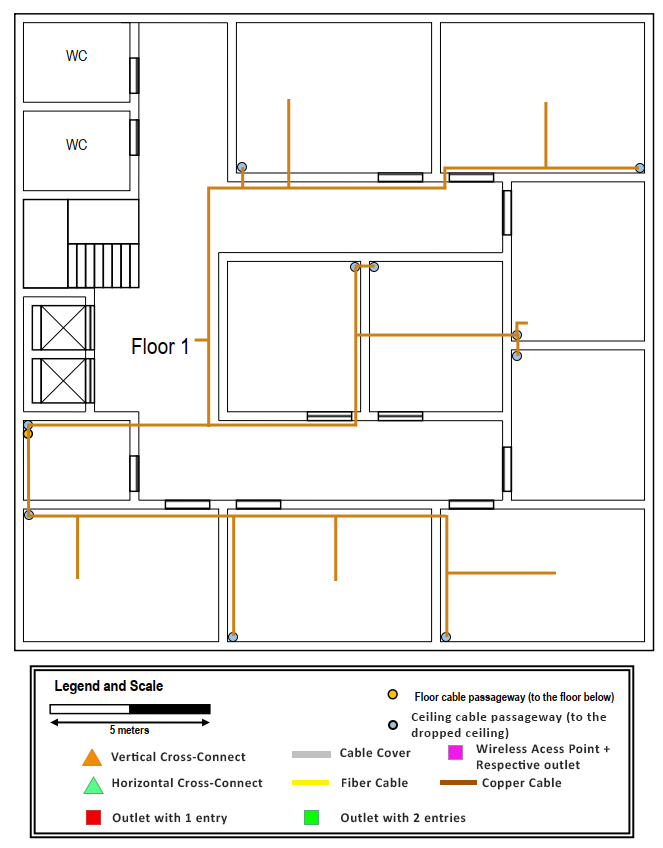 WC
WC
Floor 1
Legend and Scale
5 meters
Floor cable passageway (to the floor below)
Ceiling cable passageway (to the
dropped ceiling)
Vertical Cross-Connect
Cable Cover
Wireless Acess Point +
Respective outlet
Horizontal Cross-Connect
Fiber Cable
Copper Cable
Outlet with 1 entry
Outlet with 2 entries